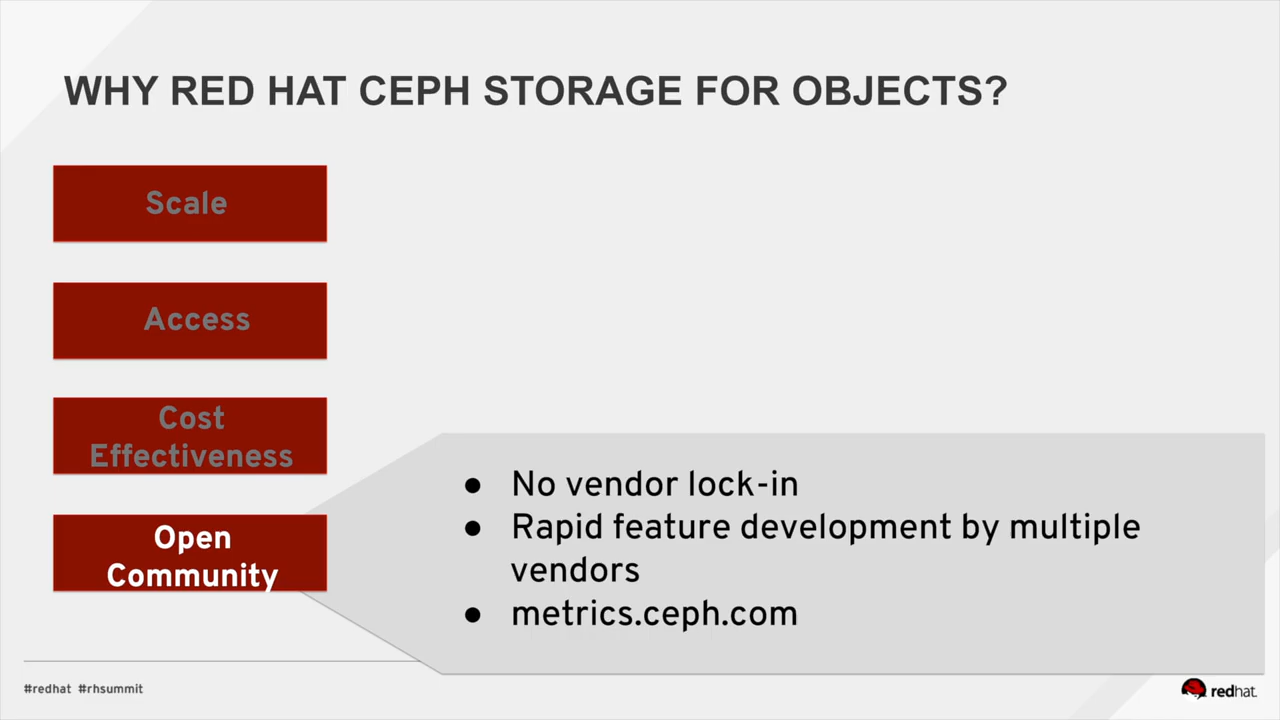 WHY RED HAT CEPH STORAGE FOR OBJECTS?
Scale
Access
Cost
Effectiveness
Open
Community
● No vendor lock-in
● Rapid feature development by multiple
vendors
● metrics.ceph.com
#redhat #rhsummit
redhat.